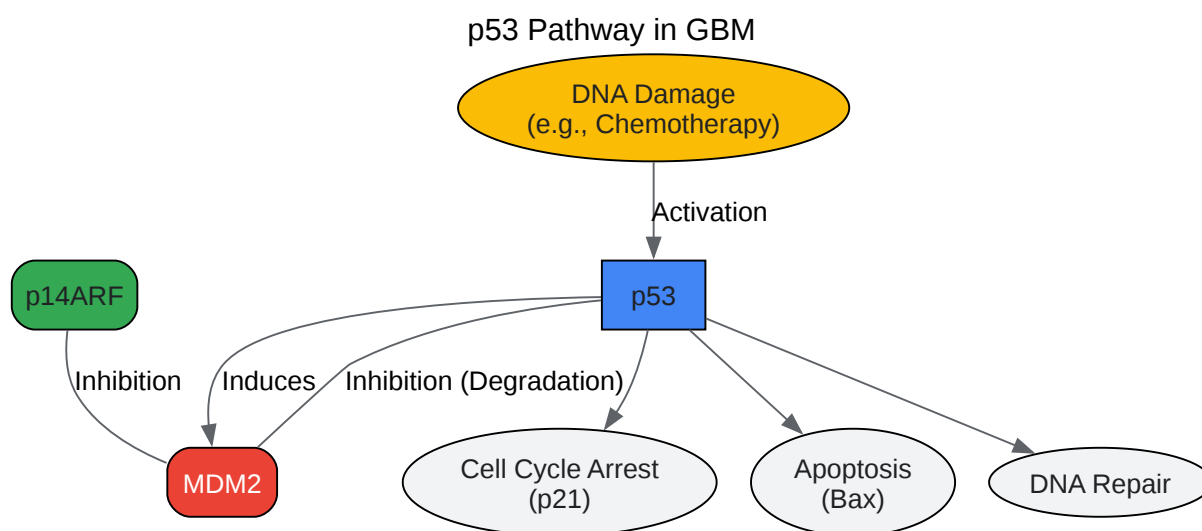 p53 Pathway in GBM
DNA Damage
(e.g., Chemotherapy)
Activation
p14ARF
p53
Inhibition
Induces
Inhibition (Degradation)
MDM2
Cell Cycle Arrest
(p21)
Apoptosis
(Bax)
DNA Repair